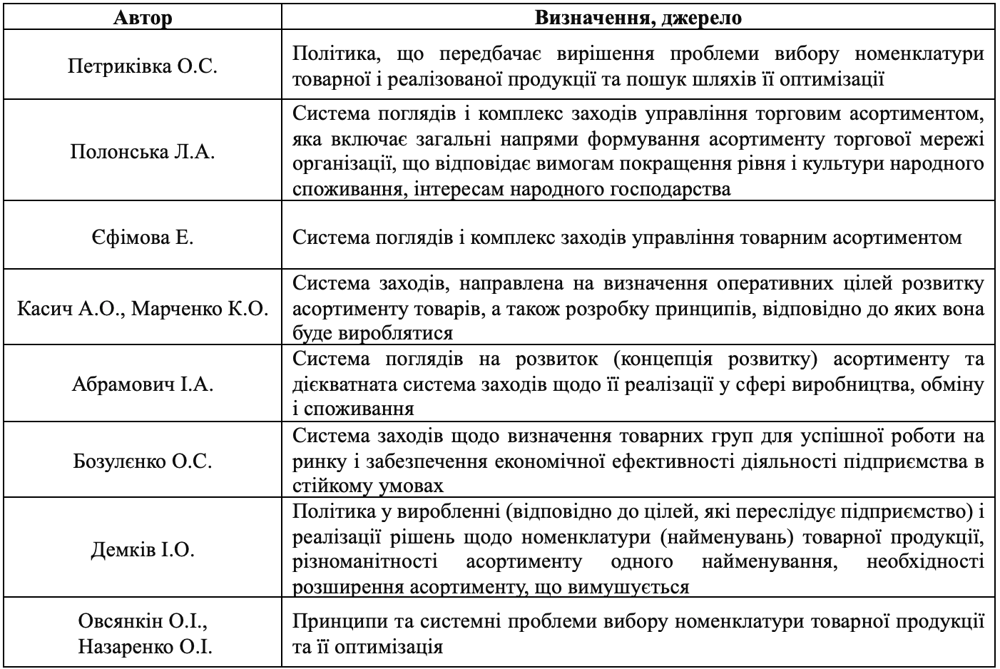 Автор
Визначення, джерело
Петриківка О.С.
Політика, що передбачає вирішення проблеми вибору номенклатури
товарної і реалізованої продукції та пошук шляхів її оптимізації
Полонська Л.А.
Система поглядів і комплекс заходів управління торговим асортиментом,
яка включає загальні напрями формування асортименту торгової мережі
організації, що відповідає вимогам покращення рівня і культури народного
споживання, інтересам народного господарства
Єфімова Е.
Система поглядів і комплекс заходів управління товарним асортиментом
Касич А.О., Марченко К.О.
Система заходів, направлена на визначення оперативних цілей розвитку
асортименту товарів, а також розробку принципів, відповідно до яких вона
буде вироблятися
Абрамович І.А.
Система поглядів на розвиток (концепція розвитку) асортименту та
дієкватната система заходів щодо її реалізації у сфері виробництва, обміну
і споживання
Бозулєнко О.С.
Система заходів щодо визначення товарних груп для успішної роботи на
ринку і забезпечення економічної ефективності діяльності підприємства в
стійкому умовах
Демків І.О.
Політика у виробленні (відповідно до цілей, які переслідує підприємство) і
реалізації рішень щодо номенклатури (найменувань) товарної продукції,
різноманітності асортименту одного найменування, необхідності
розширення асортименту, що вимушується
Овсянкін О.І.,
Назаренко О.І.
Принципи та системні проблеми вибору номенклатури товарної продукції
та її оптимізація